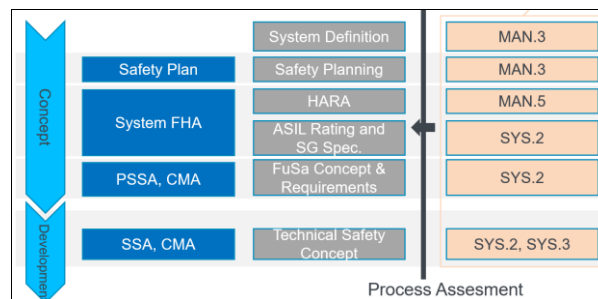 System Definition
MAN.3
Safety Plan
Safety Planning
MAN.3
Concept
System FHA
HARA
MAN.5
ASIL Rating and
SG Spec.
SYS.2
PSSA, CMA
FuSa Concept &
Requirements
SYS.2
Development
SSA, CMA
Technical Safety
Concept
SYS.2, SYS.3
Process Assesment